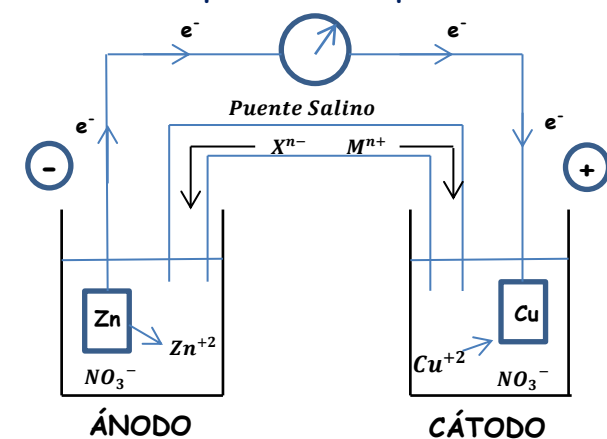 e⁻ e⁻
Puente Salino
e⁻ e⁻
Xⁿ⁻ Mⁿ⁺
- +
Zn Cu
Zn⁺² Cu⁺²
NO₃⁻ NO₃⁻
ÁNODO CÁTODO